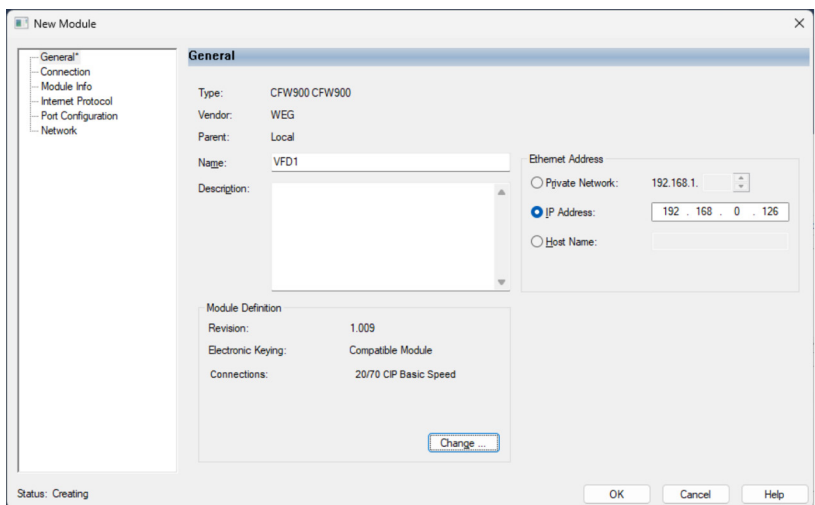 New Module
General*
Connection
Module Info
Internet Protocol
Port Configuration
Network
General
Type: CFW900 CFW900
Vendor: WEG
Parent: Local
Name: VFD1
Description:
Ethernet Address
Private Network: 192.168.1.
IP Address: 192 . 168 . 0 . 126
Host Name:
Module Definition
Revision: 1.009
Electronic Keying: Compatible Module
Connections: 20/70 CIP Basic Speed
Change ...
Status: Creating
OK Cancel Help